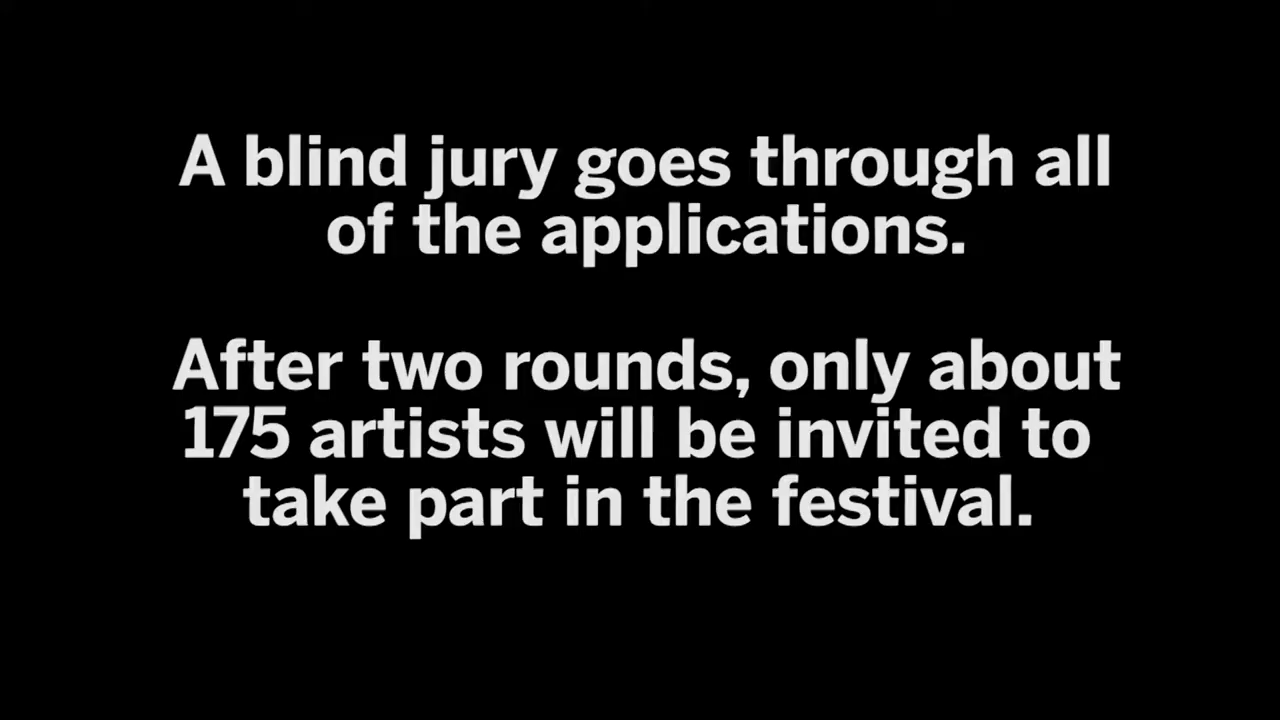 A blind jury goes through all
of the applications.
After two rounds, only about
175 artists will be invited to
take part in the festival.